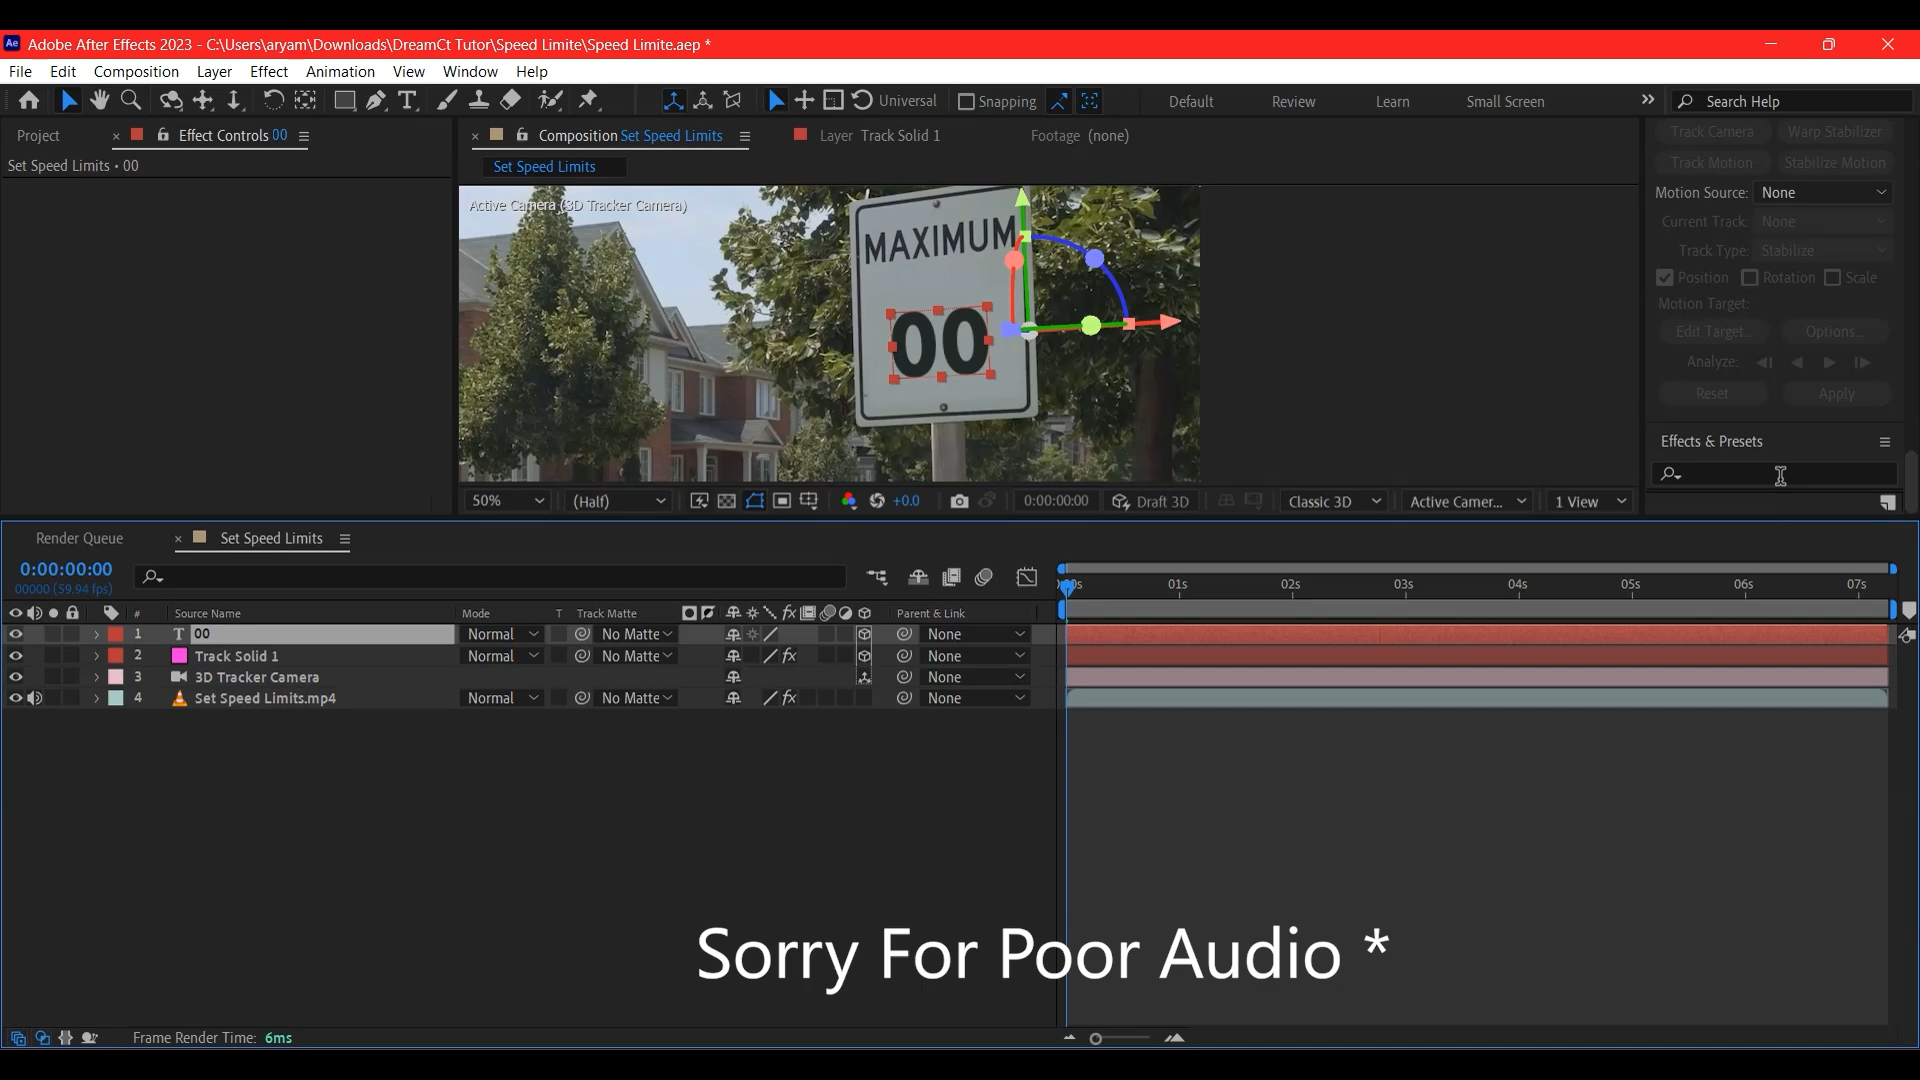 Adobe After Effects 2023 - C:\Users\aryam\Downloads\DreamCt Tutor\Speed Limite\Speed Limite.aep *
File Edit Composition Layer Effect Animation View Window Help
Universal Snapping Default Review Learn Small Screen Search Help
Project Effect Controls 00 Composition Set Speed Limits Layer Track Solid 1 Footage (none)
Set Speed Limits • 00
Set Speed Limits
Active Camera (3D Tracker Camera)
MAXIMUM
00
Track Camera Warp Stabilizer
Track Motion Stabilize Motion
Motion Source: None
Current Track: None
Track Type: Stabilize
Position Rotation Scale
Motion Target:
Edit Target... Options...
Analyze:
Reset Apply
Effects & Presets
50% (Half) +0.0 0:00:00:00 Draft 3D Classic 3D Active Camer... 1 View
Render Queue Set Speed Limits
0:00:00:00
00000 (59.94 fps)
01s 02s 03s 04s 05s 06s 07s
# Source Name Mode T Track Matte fx Parent & Link
1 T 00 Normal No Matte None
2 Track Solid 1 Normal No Matte fx None
3 3D Tracker Camera None
4 Set Speed Limits.mp4 Normal No Matte fx None
Sorry For Poor Audio *
Frame Render Time: 6ms